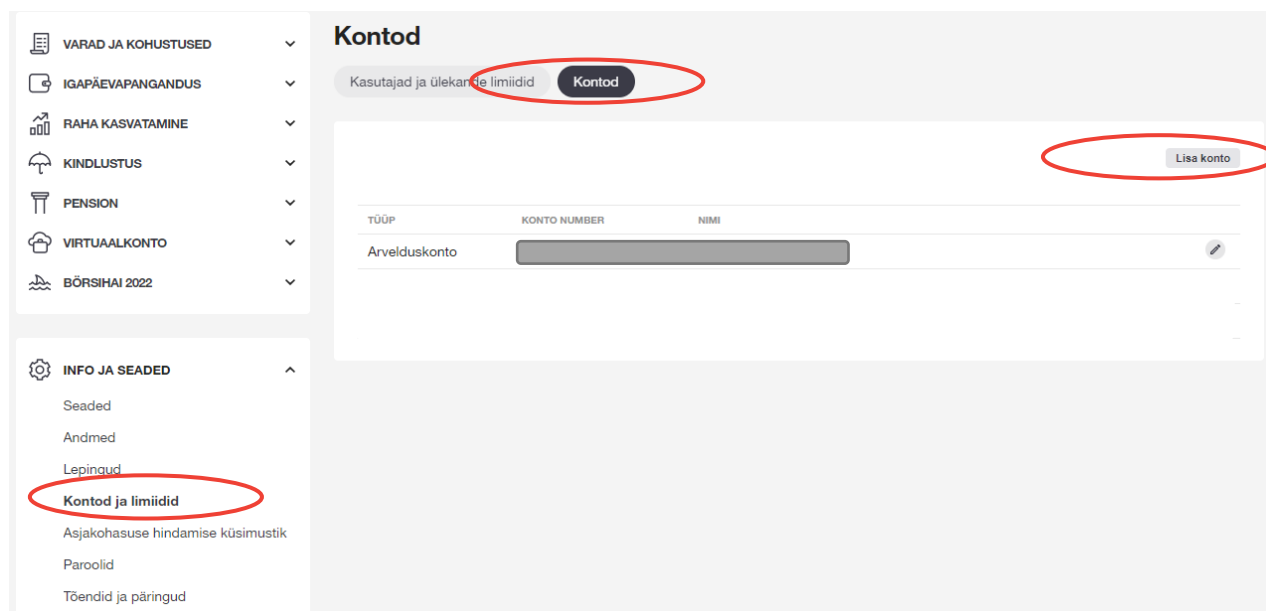 VARAD JA KOHUSTUSED
IGAPÄEVAPANGANDUS
RAHA KASVATAMINE
KINDLUSTUS
PENSION
VIRTUAALKONTO
BÖRSIHAI 2022
INFO JA SEADED
Seaded
Andmed
Lepingud
Kontod ja limiidid
Asjakohasuse hindamise küsimustik
Paroolid
Tõendid ja päringud
Kontod
Kasutajad ja ülekande limiidid Kontod
Lisa konto
TÜÜP KONTO NUMBER NIMI
Arvelduskonto